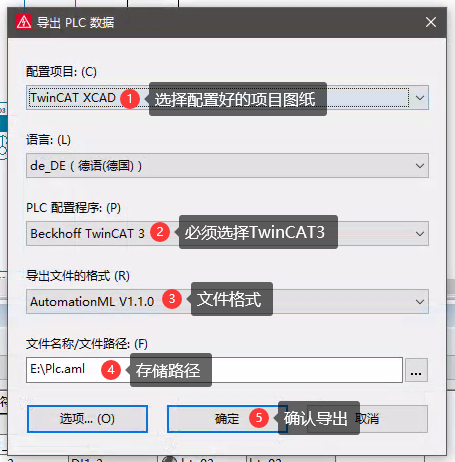 导出 PLC 数据
配置项目: (C)
TwinCAT XCAD 1 选择配置好的项目图纸
语言: (L)
de_DE ( 德语(德国) )
PLC 配置程序: (P)
Beckhoff TwinCAT 3 2 必须选择TwinCAT3
导出文件的格式 (R)
AutomationML V1.1.0 3 文件格式
文件名称/文件路径: (F)
E:\Plc.aml 4 存储路径 ...
选项... (O) 确定 5 确认导出 取消